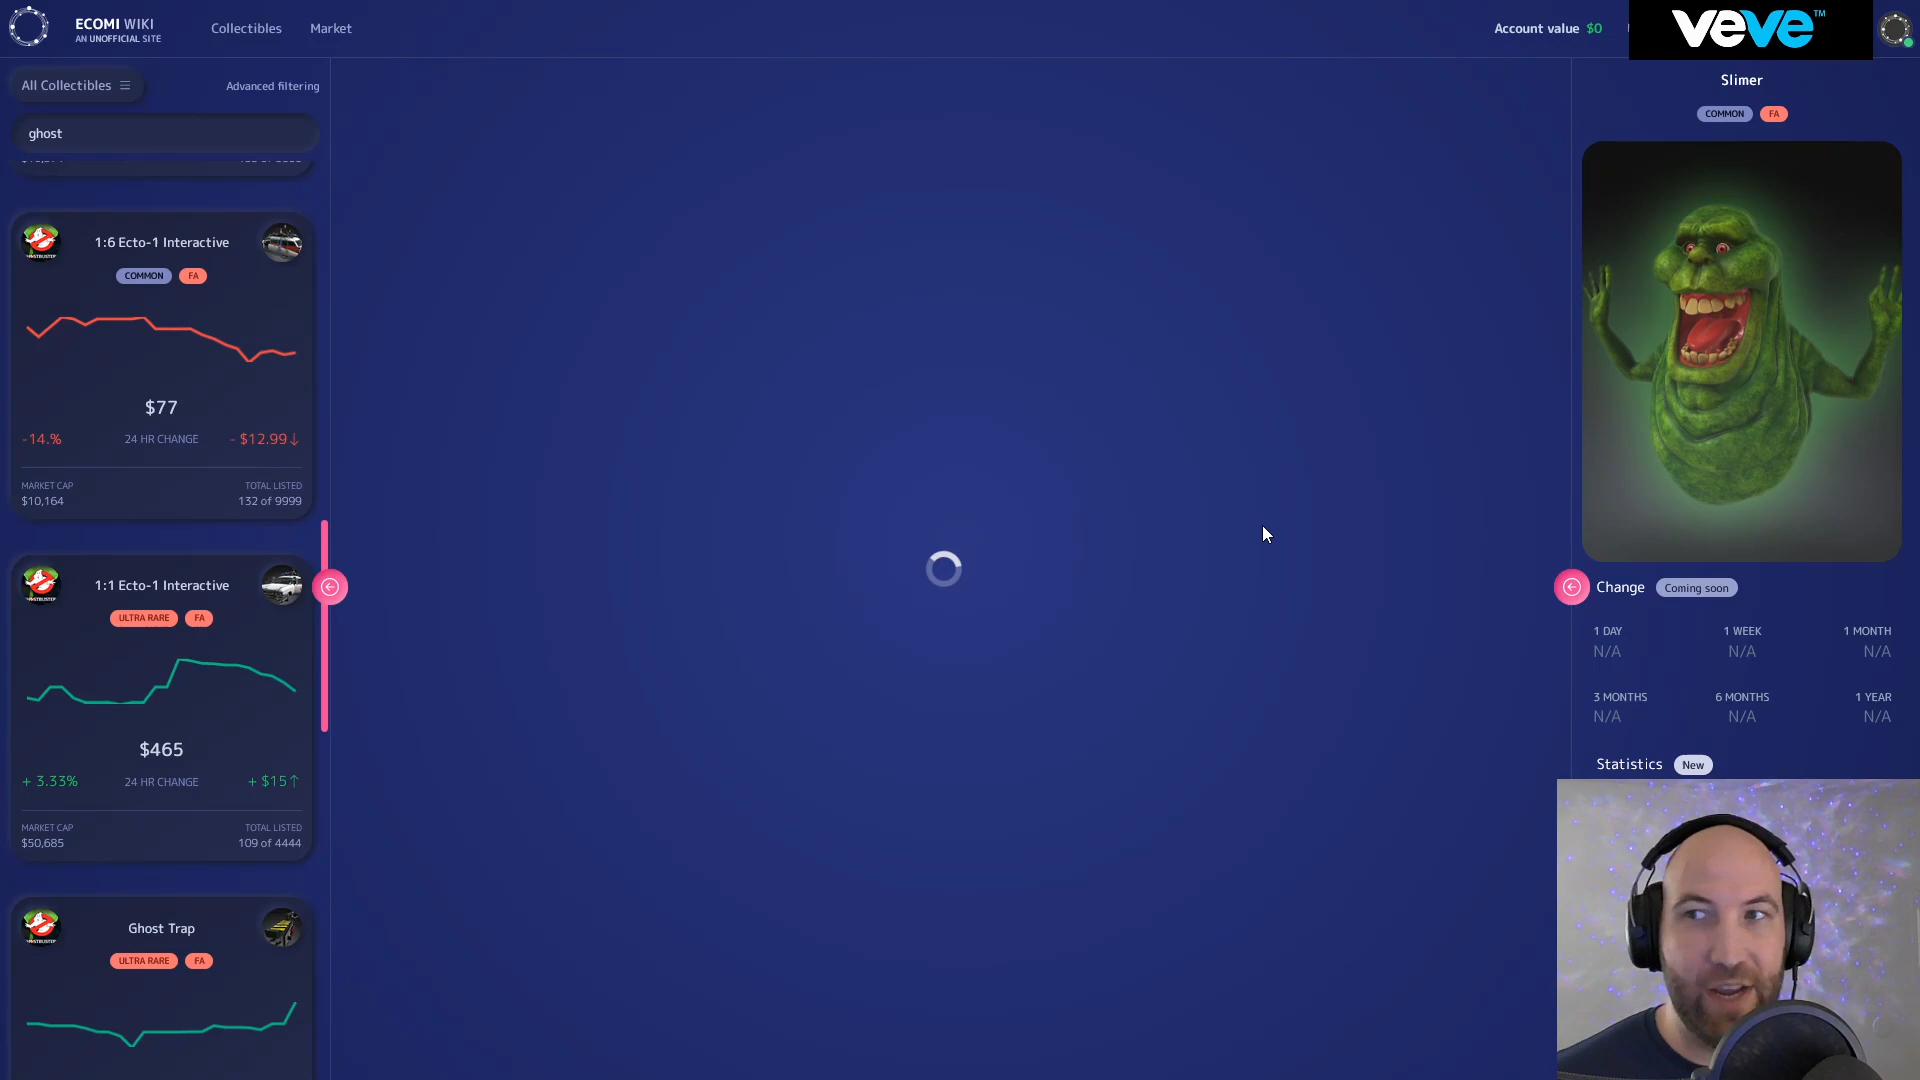 ECOMI WIKI
AN UNOFFICIAL SITE
Collectibles
Market
Account value $0
veve™
All Collectibles
Advanced filtering
ghost
1:6 Ecto-1 Interactive
COMMON
FA
$77
-14.%
24 HR CHANGE
- $12.99↓
MARKET CAP
TOTAL LISTED
$10,164
132 of 9999
1:1 Ecto-1 Interactive
ULTRA RARE
FA
$465
+ 3.33%
24 HR CHANGE
+ $15↑
MARKET CAP
TOTAL LISTED
$50,685
109 of 4444
Ghost Trap
ULTRA RARE
FA
Slimer
COMMON
FA
Change
Coming soon
1 DAY
1 WEEK
1 MONTH
N/A
N/A
N/A
3 MONTHS
6 MONTHS
1 YEAR
N/A
N/A
N/A
Statistics
New